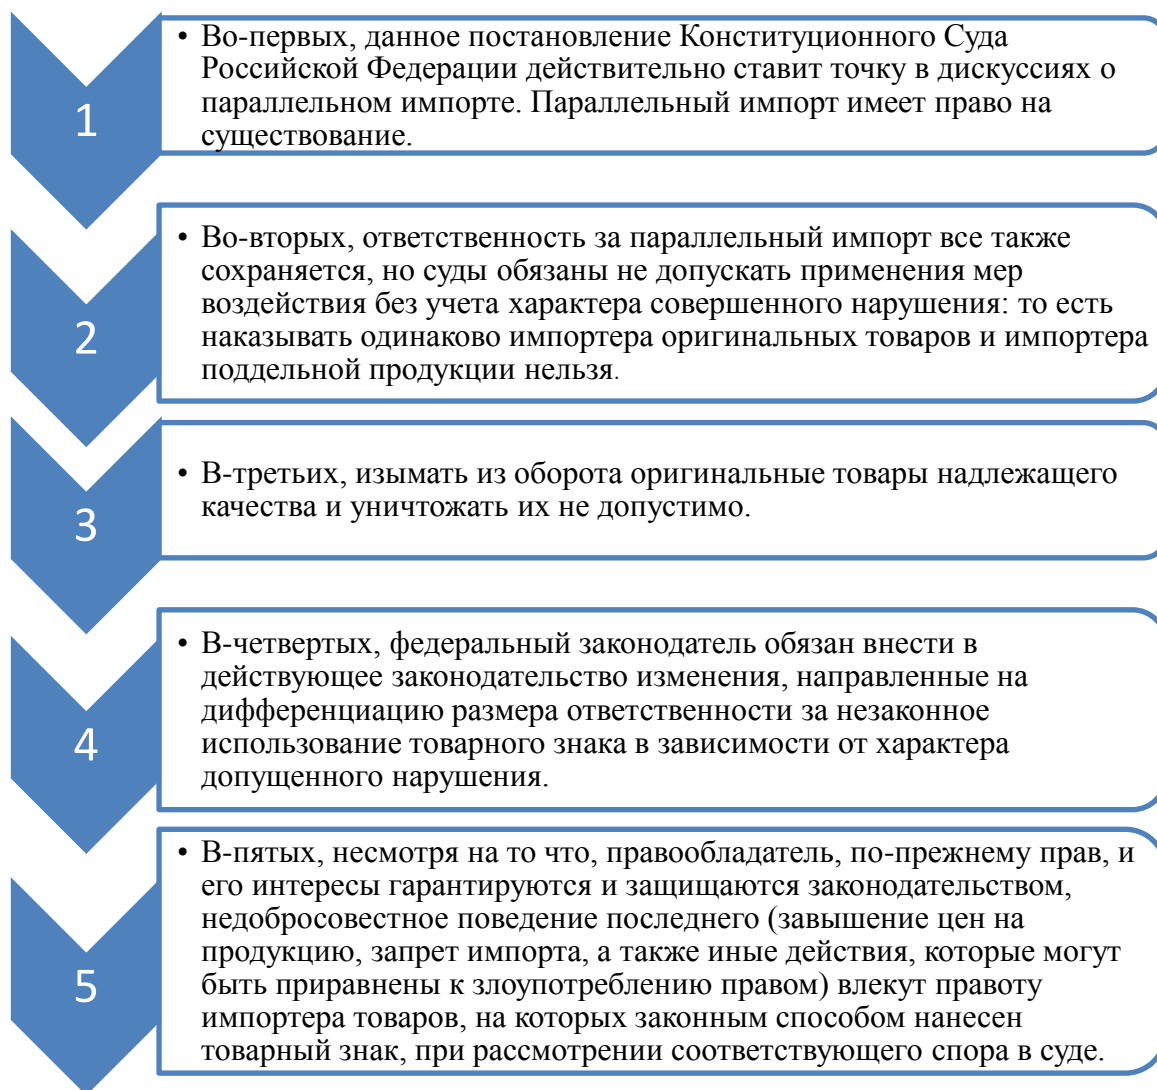 1
• Во-первых, данное постановление Конституционного Суда
Российской Федерации действительно ставит точку в дискуссиях о
параллельном импорте. Параллельный импорт имеет право на
существование.
2
• Во-вторых, ответственность за параллельный импорт все также
сохраняется, но суды обязаны не допускать применения мер
воздействия без учета характера совершенного нарушения: то есть
наказывать одинаково импортера оригинальных товаров и импортера
поддельной продукции нельзя.
3
• В-третьих, изымать из оборота оригинальные товары надлежащего
качества и уничтожать их не допустимо.
4
• В-четвертых, федеральный законодатель обязан внести в
действующее законодательство изменения, направленные на
дифференциацию размера ответственности за незаконное
использование товарного знака в зависимости от характера
допущенного нарушения.
5
• В-пятых, несмотря на то что, правообладатель, по-прежнему прав, и
его интересы гарантируются и защищаются законодательством,
недобросовестное поведение последнего (завышение цен на
продукцию, запрет импорта, а также иные действия, которые могут
быть приравнены к злоупотреблению правом) влекут правоту
импортера товаров, на которых законным способом нанесен
товарный знак, при рассмотрении соответствующего спора в суде.